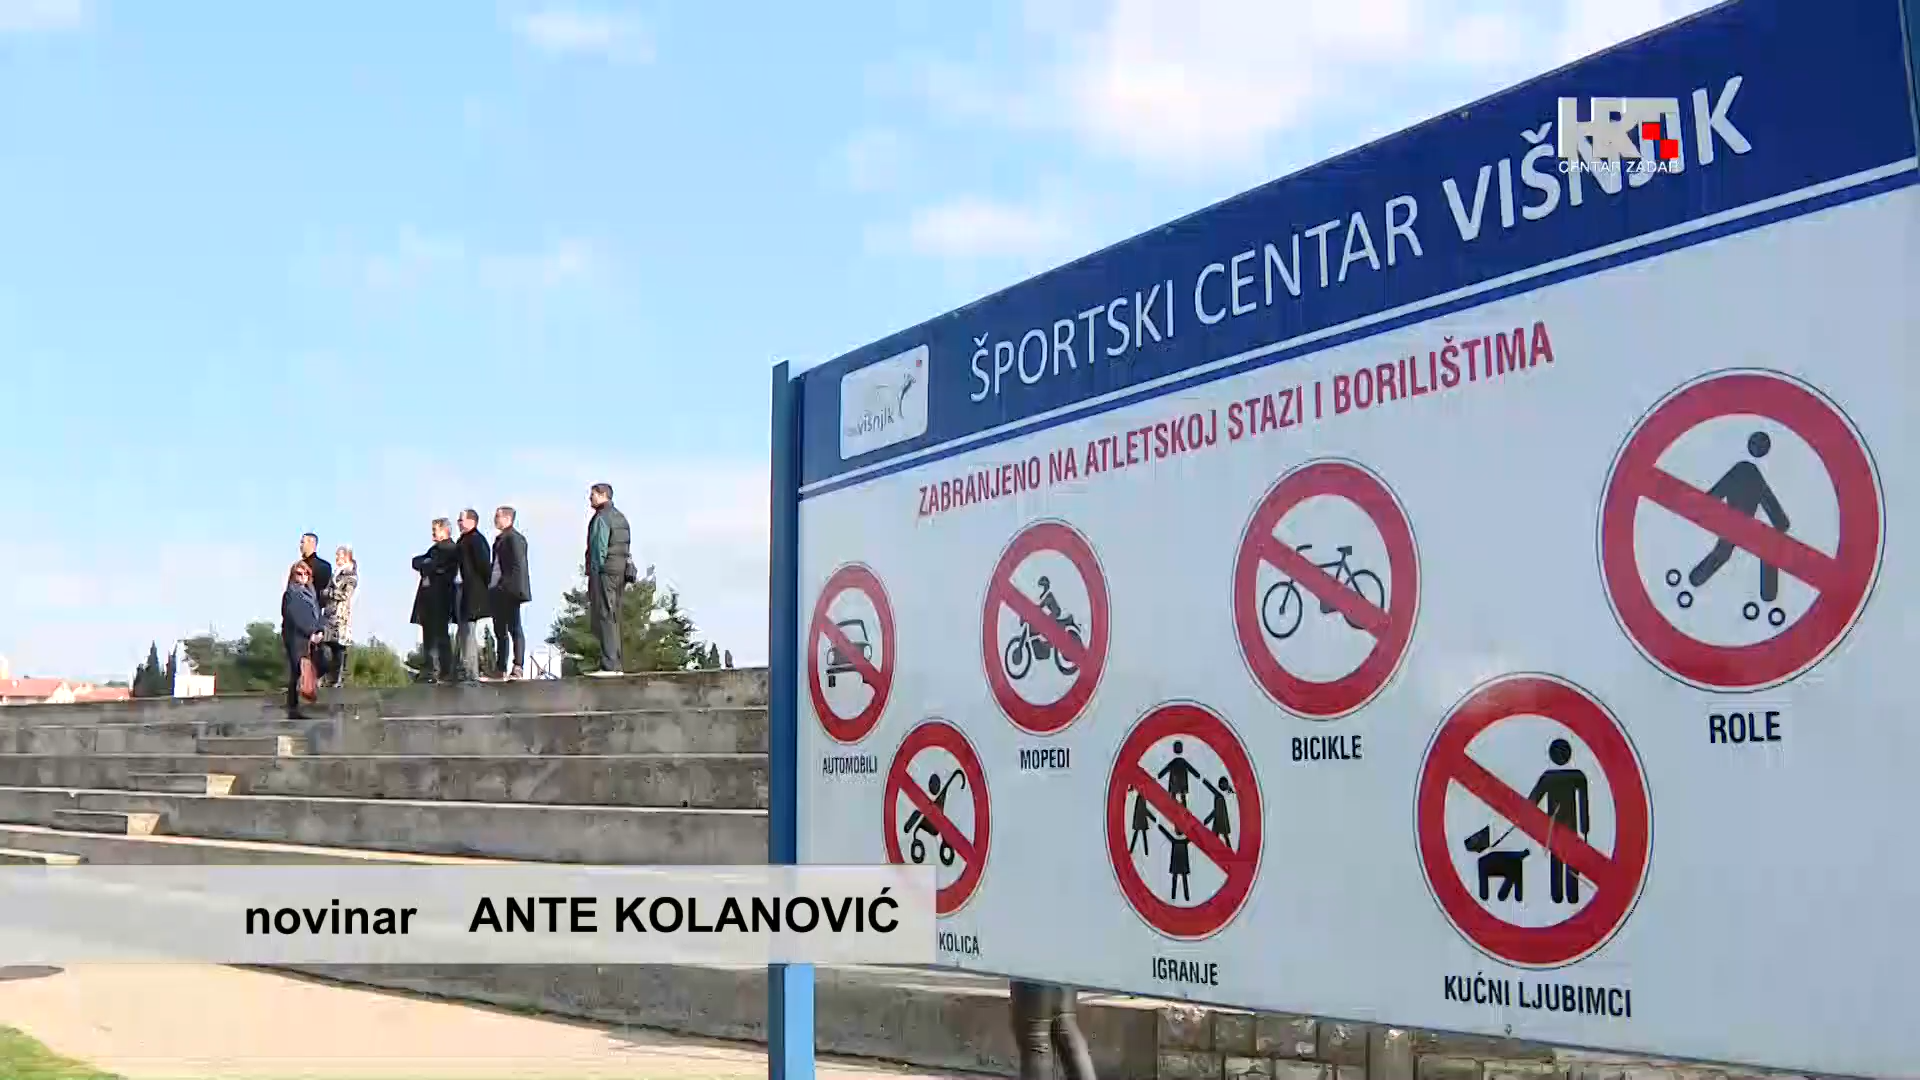 HRT
CENTAR ZADAR
ŠPORTSKI CENTAR VIŠNJIK
višnjik
ZABRANJENO NA ATLETSKOJ STAZI I BORILIŠTIMA
AUTOMOBILI
MOPEDI
BICIKLE
ROLE
KOLICA
IGRANJE
KUĆNI LJUBIMCI
novinar ANTE KOLANOVIĆ